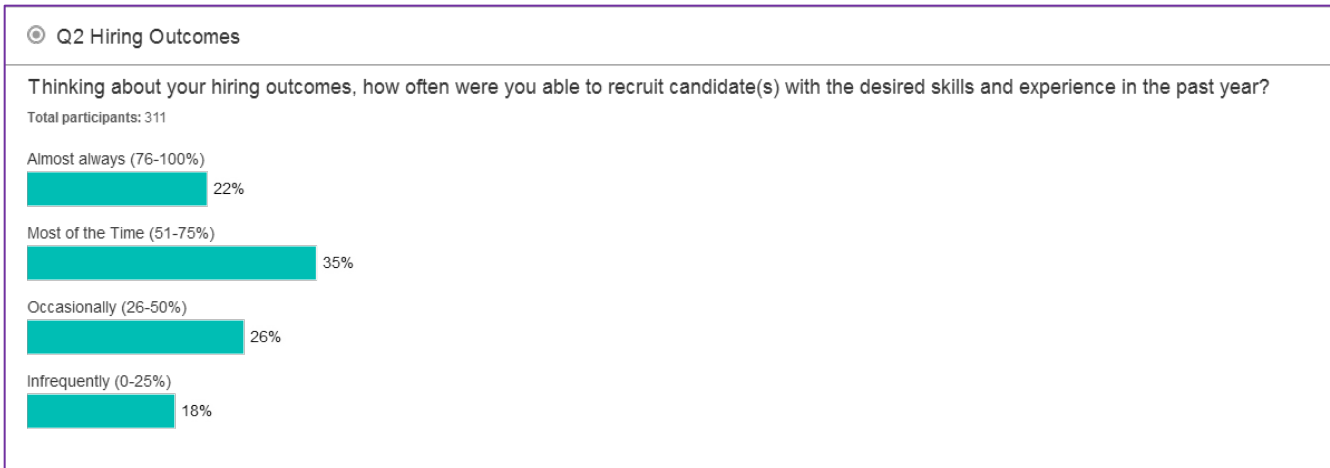 Q2 Hiring Outcomes
Thinking about your hiring outcomes, how often were you able to recruit candidate(s) with the desired skills and experience in the past year?
Total participants: 311
Almost always (76-100%)
22%
Most of the Time (51-75%)
35%
Occasionally (26-50%)
26%
Infrequently (0-25%)
18%